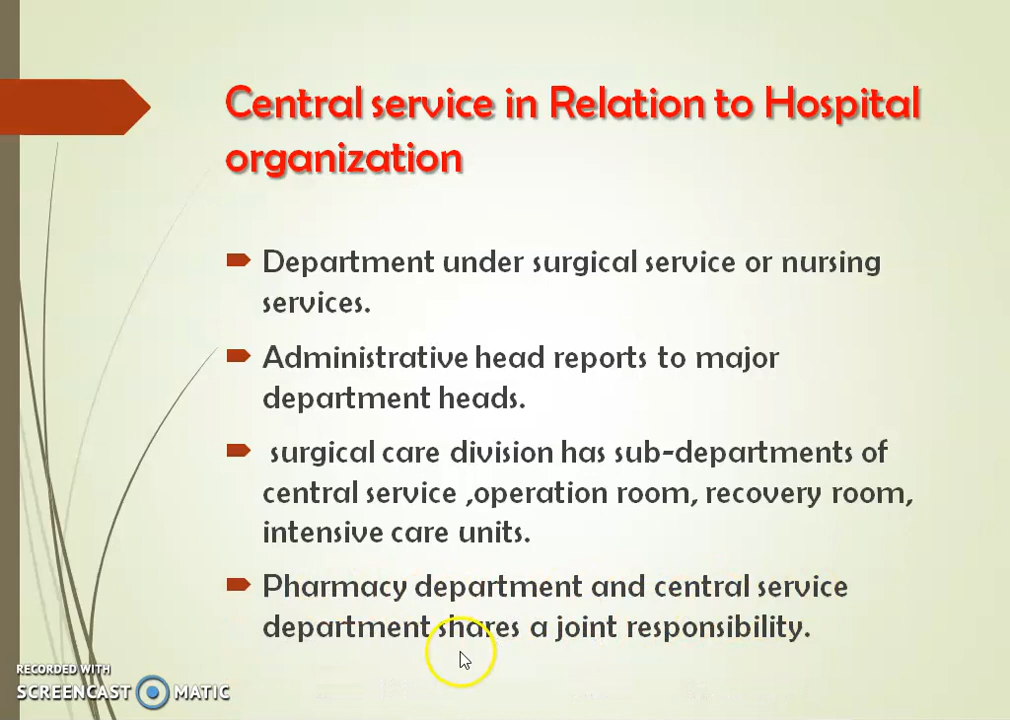 Central service in Relation to Hospital
organization
Department under surgical service or nursing
services.
Administrative head reports to major
department heads.
surgical care division has sub-departments of
central service ,operation room, recovery room,
intensive care units.
Pharmacy department and central service
department shares a joint responsibility.
RECORDED WITH
SCREENCAST MATIC